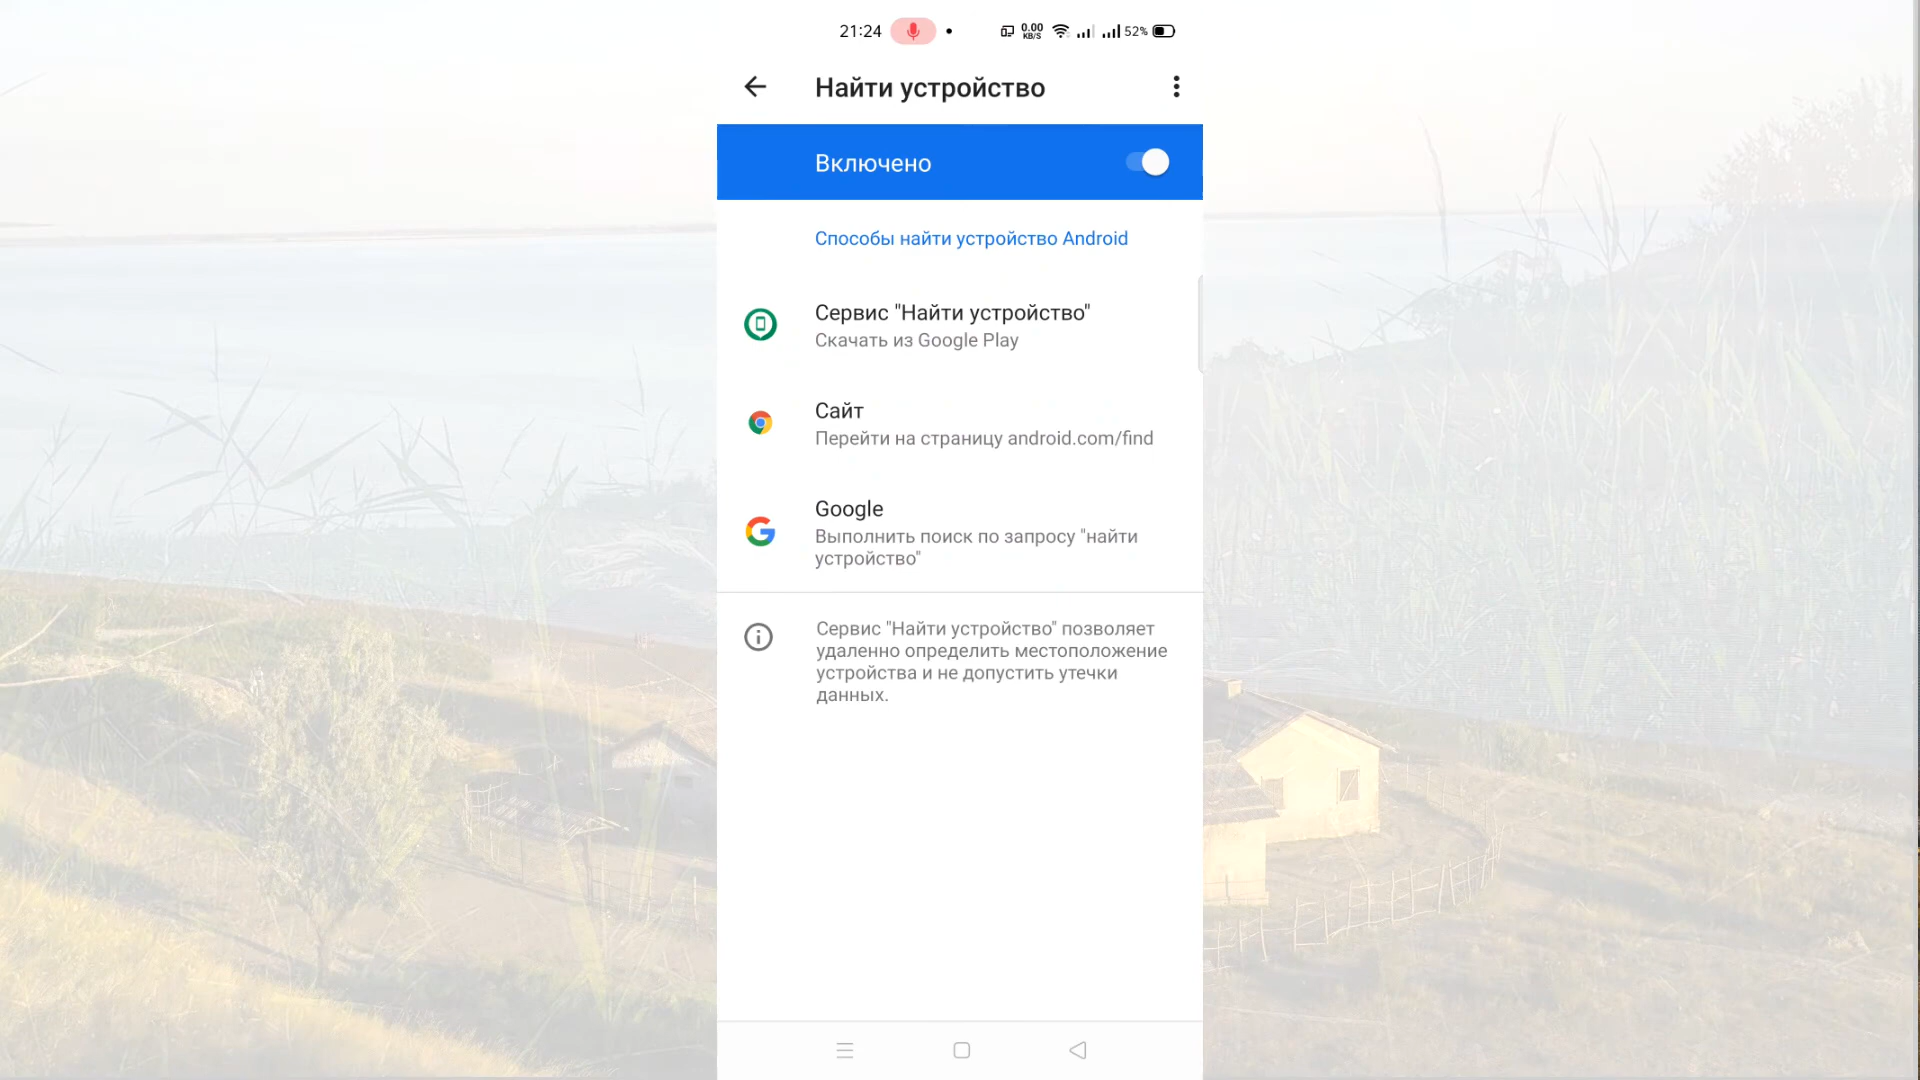 21:24
0.00
KB/S
52%
Найти устройство
Включено
Способы найти устройство Android
Сервис "Найти устройство"
Скачать из Google Play
Сайт
Перейти на страницу android.com/find
Google
Выполнить поиск по запросу "найти
устройство"
Сервис "Найти устройство" позволяет
удаленно определить местоположение
устройства и не допустить утечки
данных.